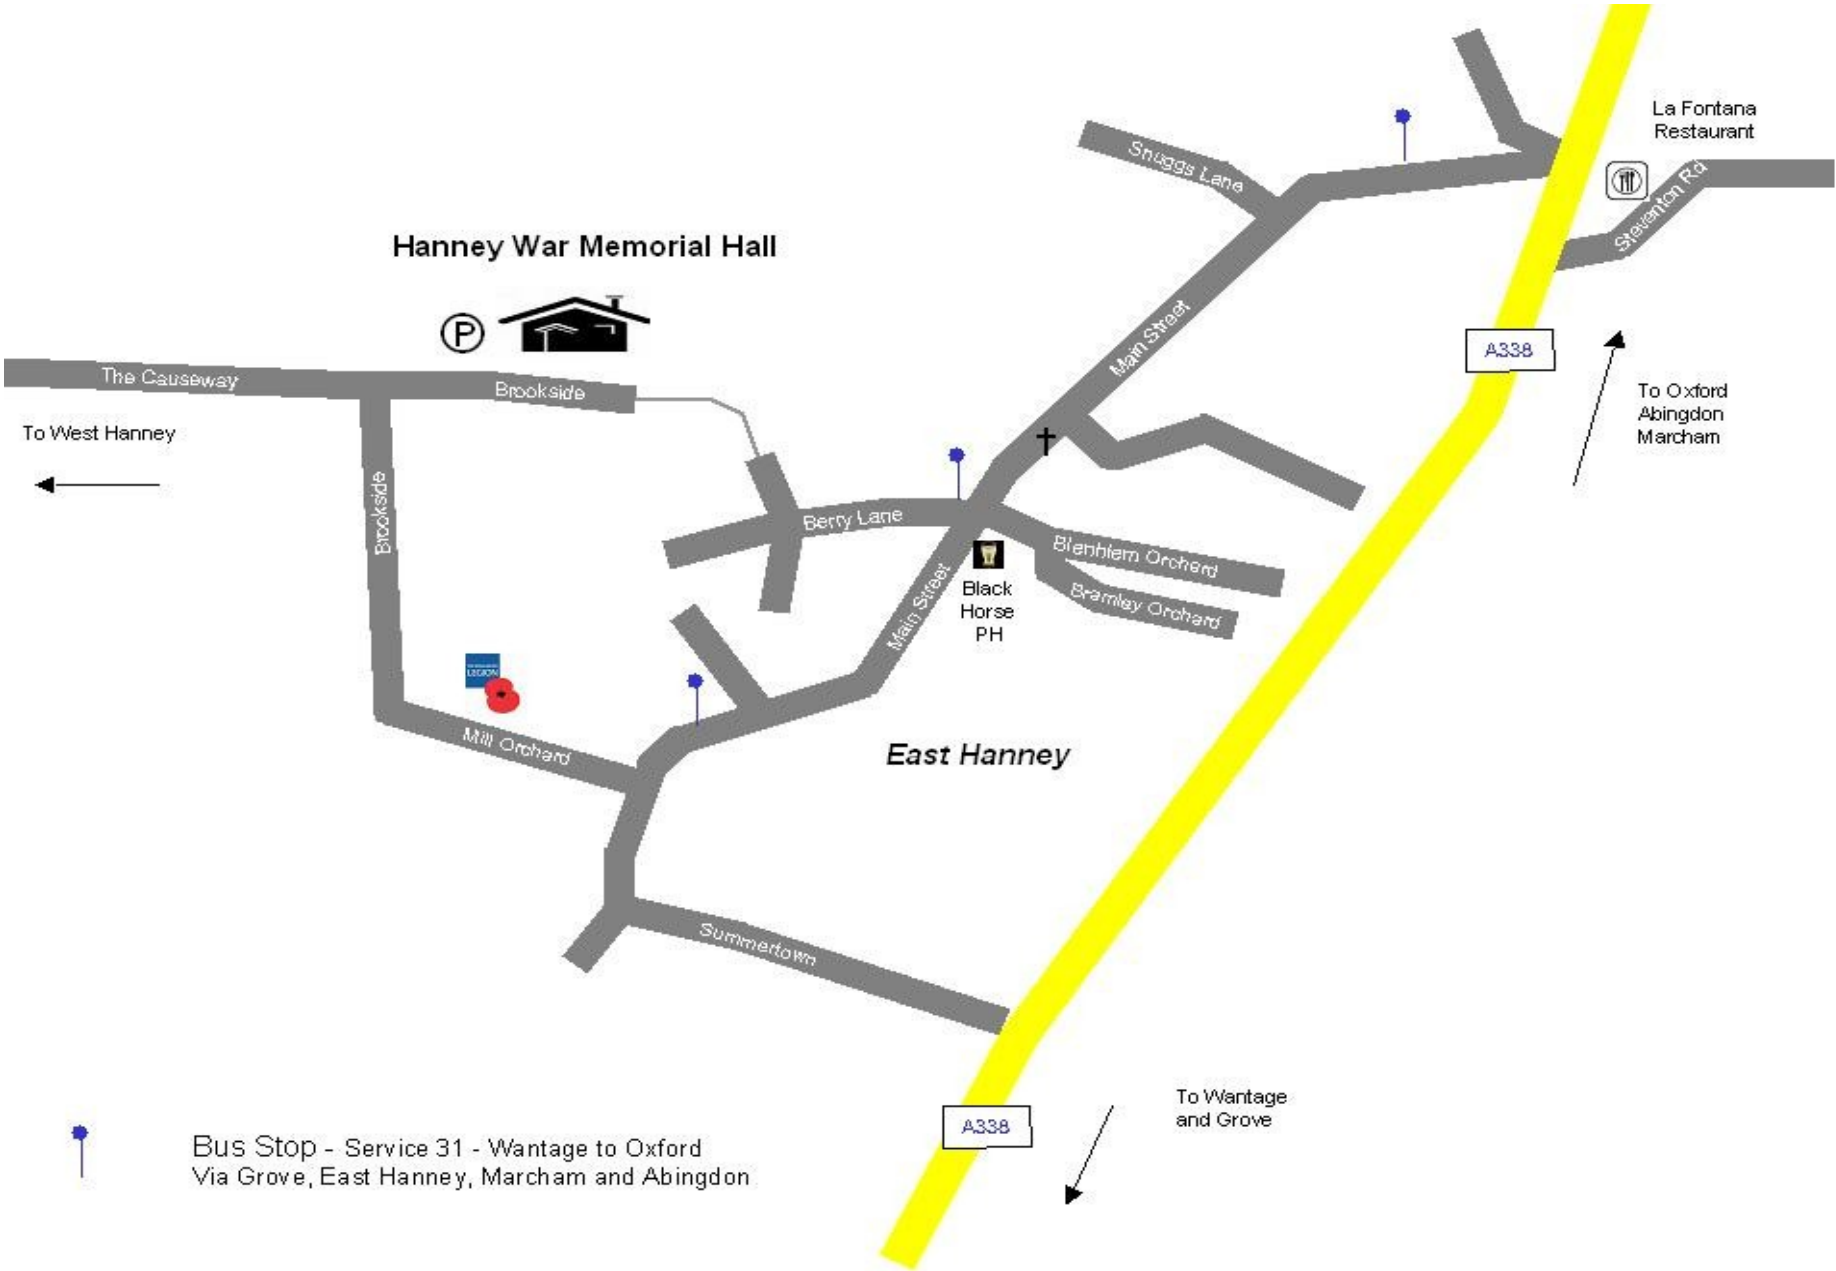 La Fontana
Restaurant
Snuggs Lane
Steventon Rd
Hanney War Memorial Hall
P
Main Street
A338
The Causeway
Brookside
To Oxford
Abingdon
Marcham
To West Hanney
Brookside
Berry Lane
Blenhiem Orchard
Black
Horse
PH
Bramley Orchard
Main Street
LEGION
Mill Orchard
East Hanney
Summertown
To Wantage
and Grove
A338
Bus Stop - Service 31 - Wantage to Oxford
Via Grove, East Hanney, Marcham and Abingdon